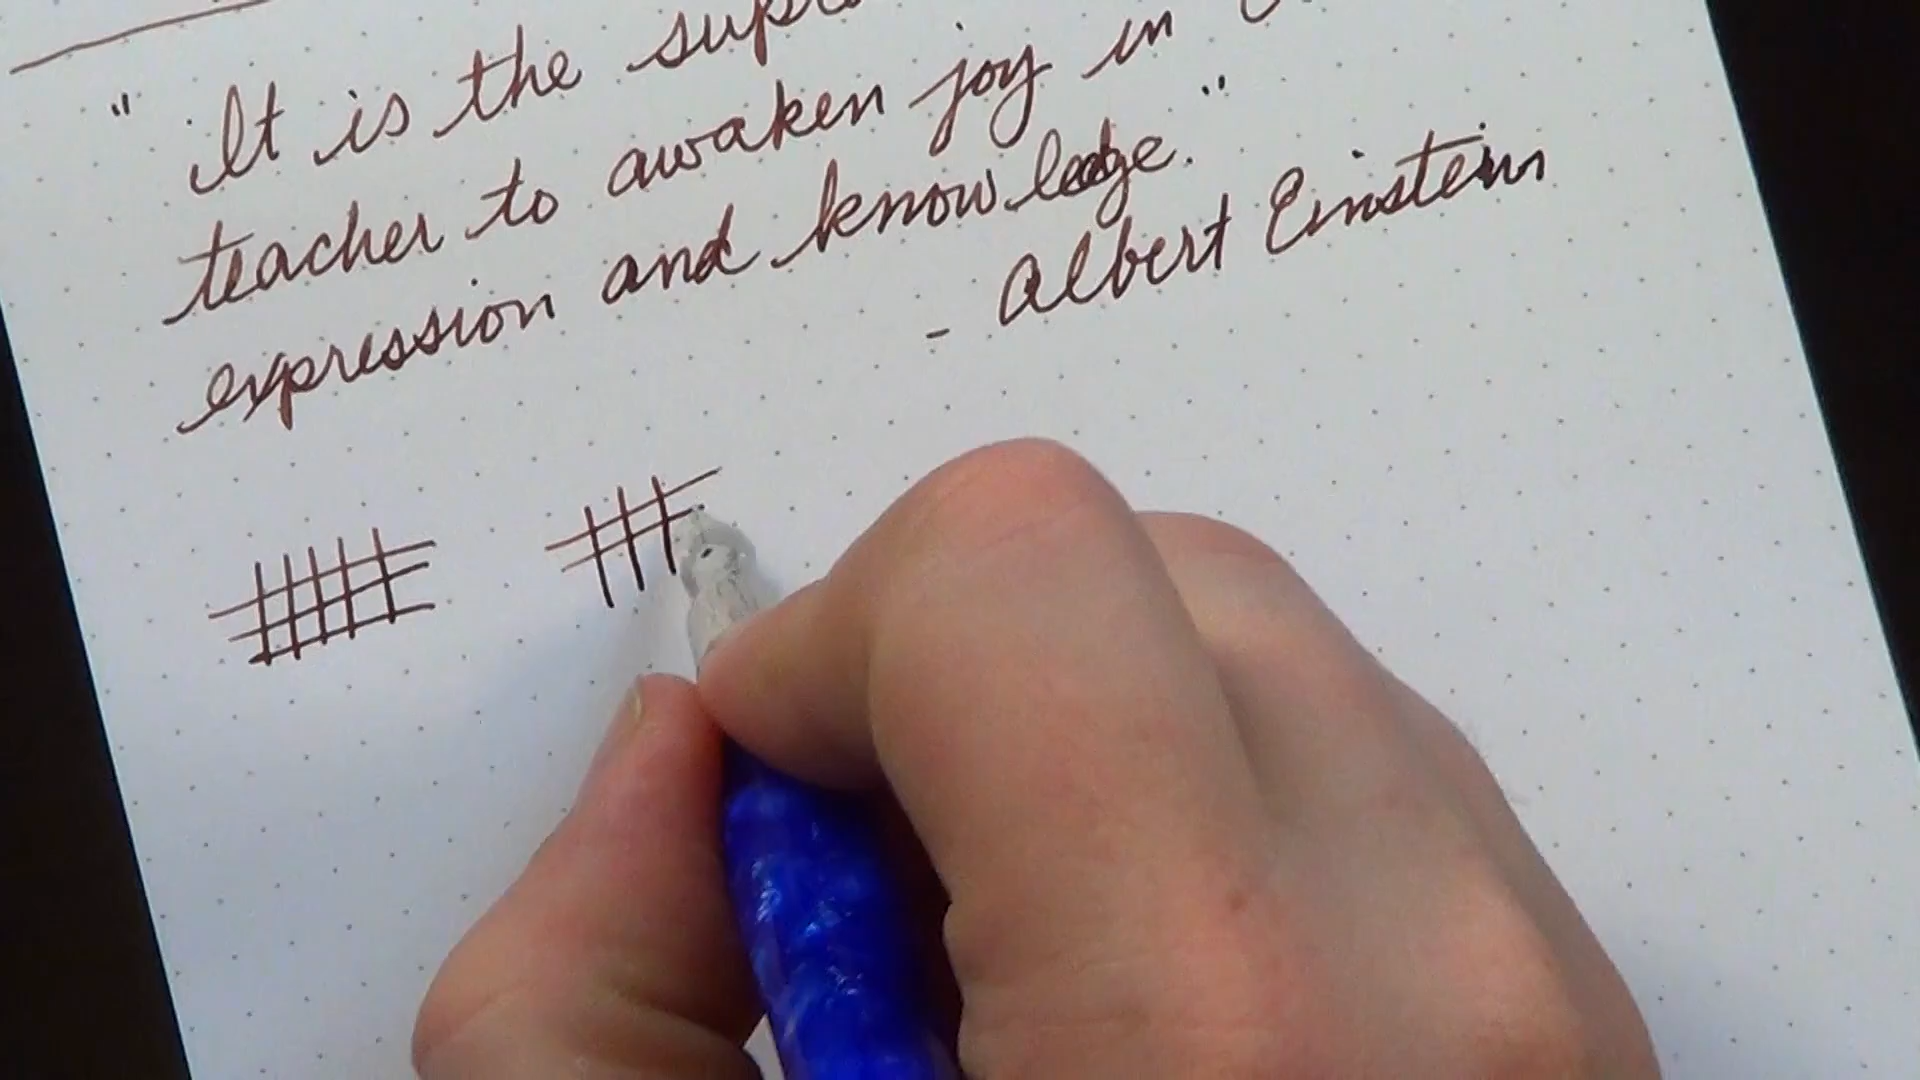 " It is the
teacher to awaken joy in
expression and knowledge."
- Albert Einstein